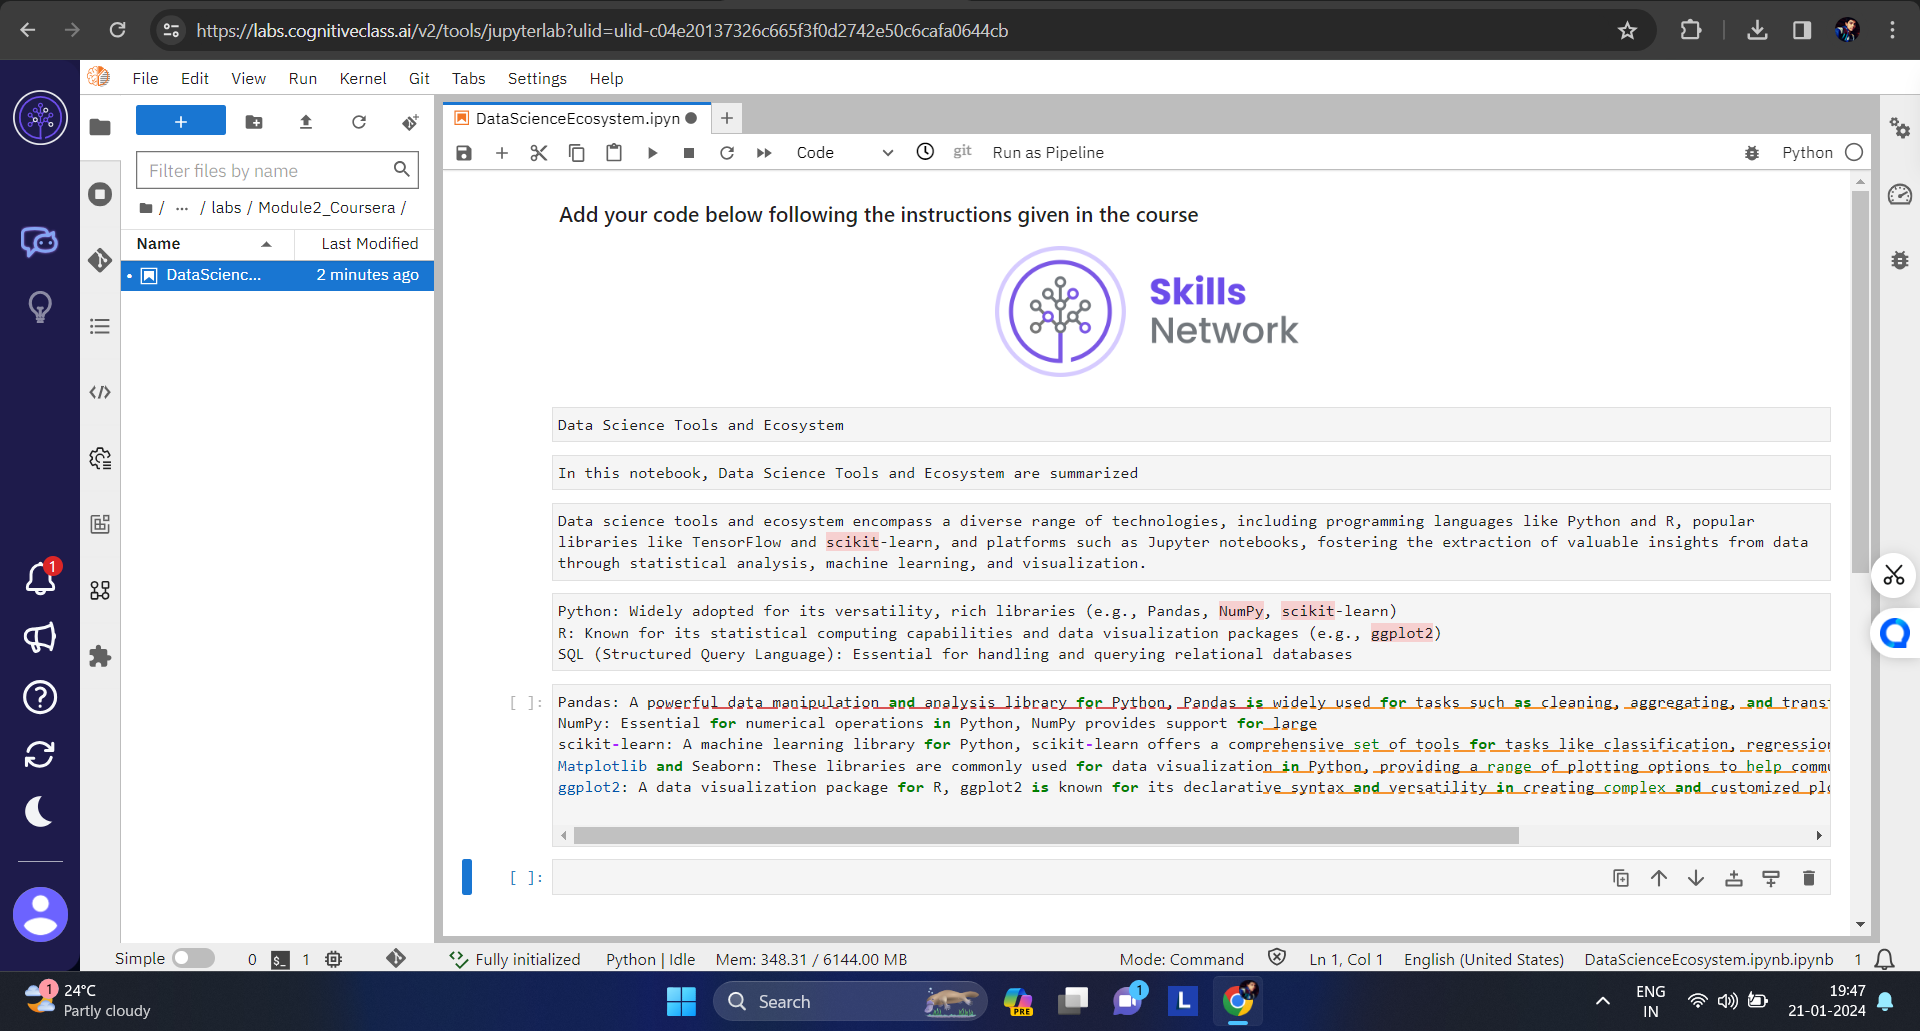 https://labs.cognitiveclass.ai/v2/tools/jupyterlab?ulid=ulid-c04e20137326c665f3f0d2742e50c6cafa0644cb
File Edit View Run Kernel Git Tabs Settings Help
DataScienceEcosystem.ipyn
Code git Run as Pipeline Python
Filter files by name
/ ... / labs / Module2_Coursera /
Name Last Modified
DataScienc... 2 minutes ago
Add your code below following the instructions given in the course
Skills
Network
Data Science Tools and Ecosystem
In this notebook, Data Science Tools and Ecosystem are summarized
Data science tools and ecosystem encompass a diverse range of technologies, including programming languages like Python and R, popular
libraries like TensorFlow and scikit-learn, and platforms such as Jupyter notebooks, fostering the extraction of valuable insights from data
through statistical analysis, machine learning, and visualization.
Python: Widely adopted for its versatility, rich libraries (e.g., Pandas, NumPy, scikit-learn)
R: Known for its statistical computing capabilities and data visualization packages (e.g., ggplot2)
SQL (Structured Query Language): Essential for handling and querying relational databases
[ ]: Pandas: A powerful data manipulation and analysis library for Python, Pandas is widely used for tasks such as cleaning, aggregating, and trans
NumPy: Essential for numerical operations in Python, NumPy provides support for large
scikit-learn: A machine learning library for Python, scikit-learn offers a comprehensive set of tools for tasks like classification, regression
Matplotlib and Seaborn: These libraries are commonly used for data visualization in Python, providing a range of plotting options to help comm
ggplot2: A data visualization package for R, ggplot2 is known for its declarative syntax and versatility in creating complex and customized plo
[ ]:
1
Simple 0 $_ 1 Fully initialized Python | Idle Mem: 348.31 / 6144.00 MB Mode: Command Ln 1, Col 1 English (United States) DataScienceEcosystem.ipynb.ipynb 1
1 24°C
Partly cloudy
Search
PRE
1
L
ENG
IN
19:47
21-01-2024